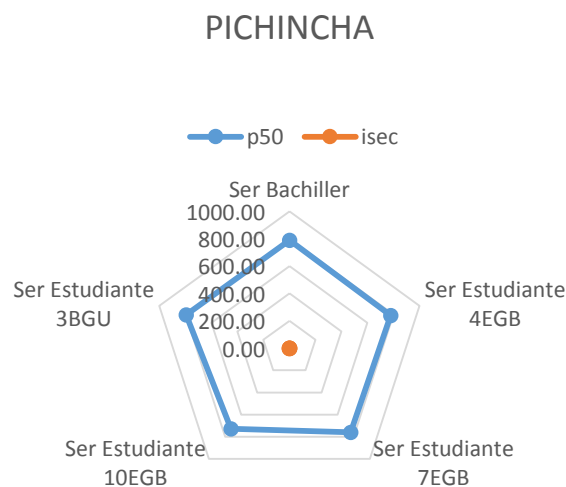 PICHINCHA
p50
isec
Ser Bachiller
1000.00
800.00
600.00
400.00
200.00
0.00
Ser Estudiante
4EGB
Ser Estudiante
7EGB
Ser Estudiante
10EGB
Ser Estudiante
3BGU